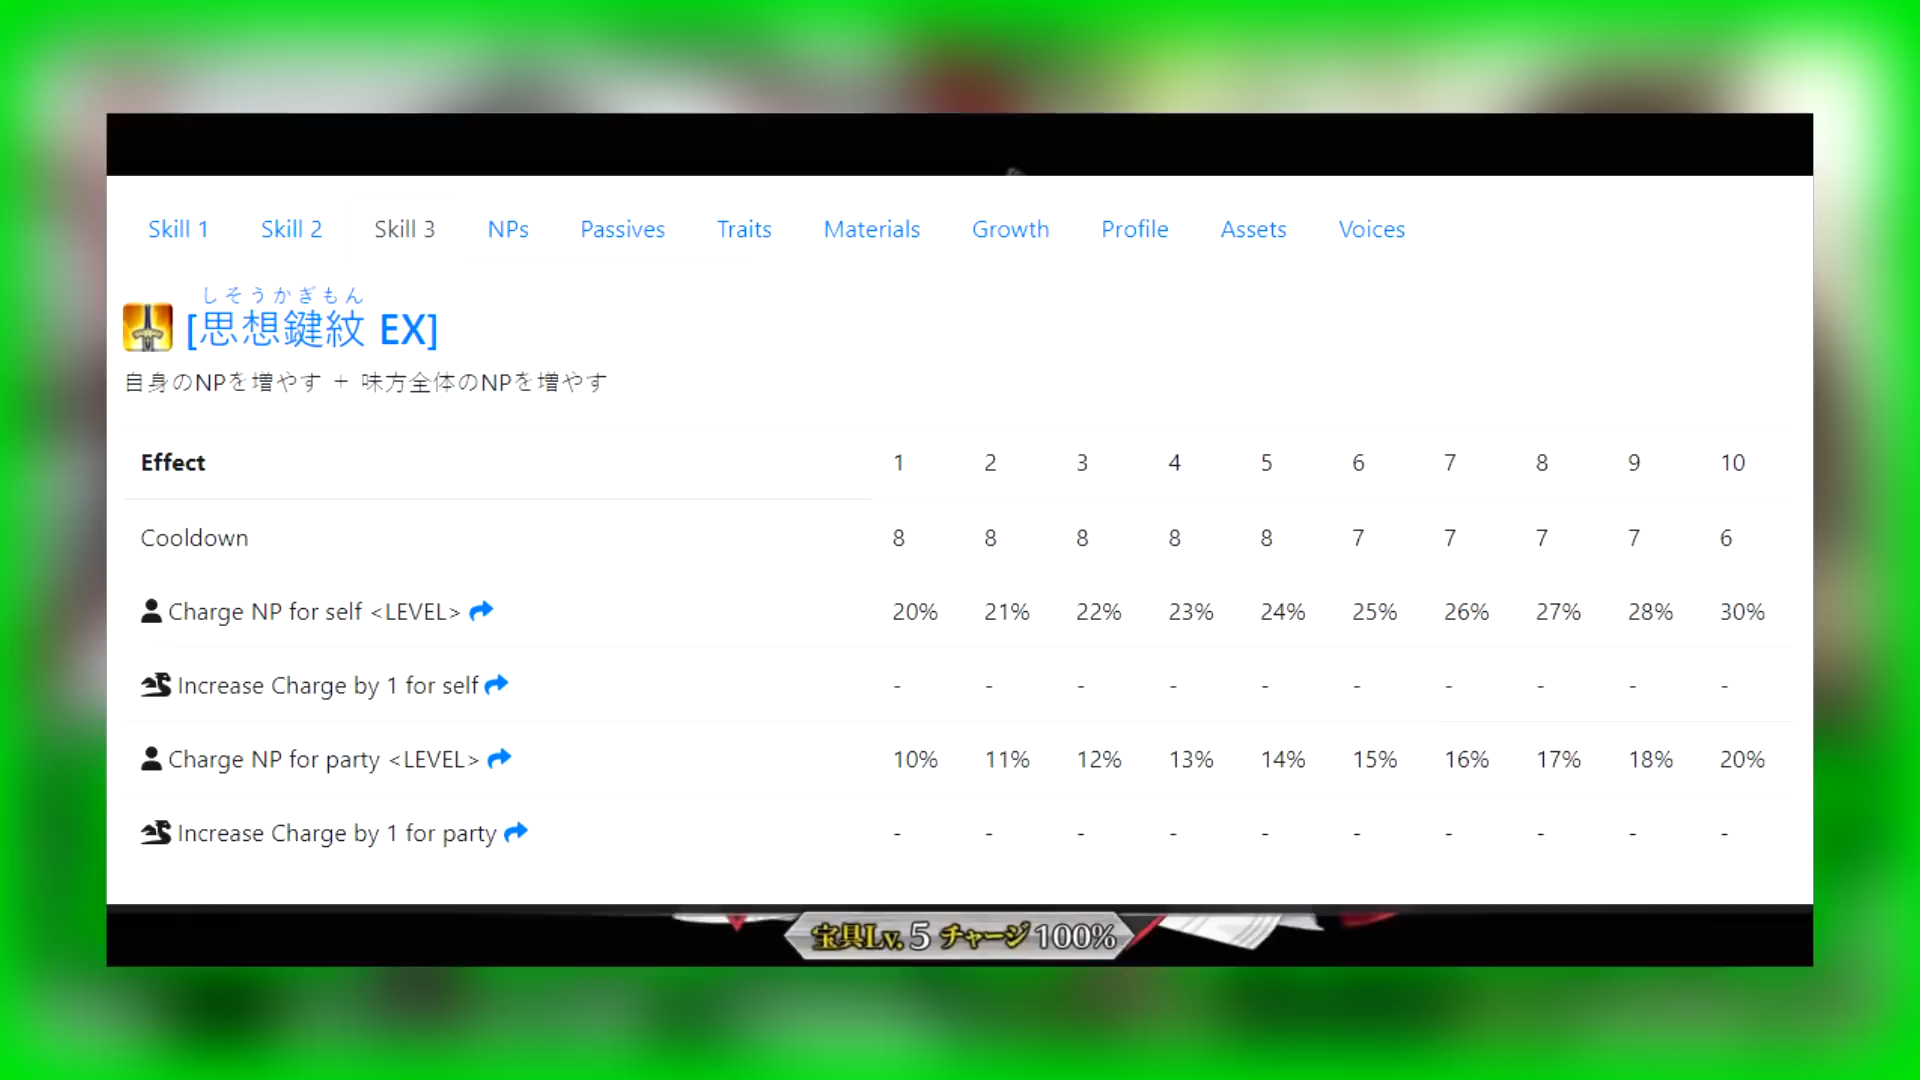 Skill 1 Skill 2 Skill 3 NPs Passives Traits Materials Growth Profile Assets Voices
しそうかぎもん
[思想鍵紋 EX]
自身のNPを増やす + 味方全体のNPを増やす
Effect 1 2 3 4 5 6 7 8 9 10
Cooldown 8 8 8 8 8 7 7 7 7 6
Charge NP for self <LEVEL> 20% 21% 22% 23% 24% 25% 26% 27% 28% 30%
Increase Charge by 1 for self - - - - - - - - - -
Charge NP for party <LEVEL> 10% 11% 12% 13% 14% 15% 16% 17% 18% 20%
Increase Charge by 1 for party - - - - - - - - - -
宝具Lv.5 チャージ100%